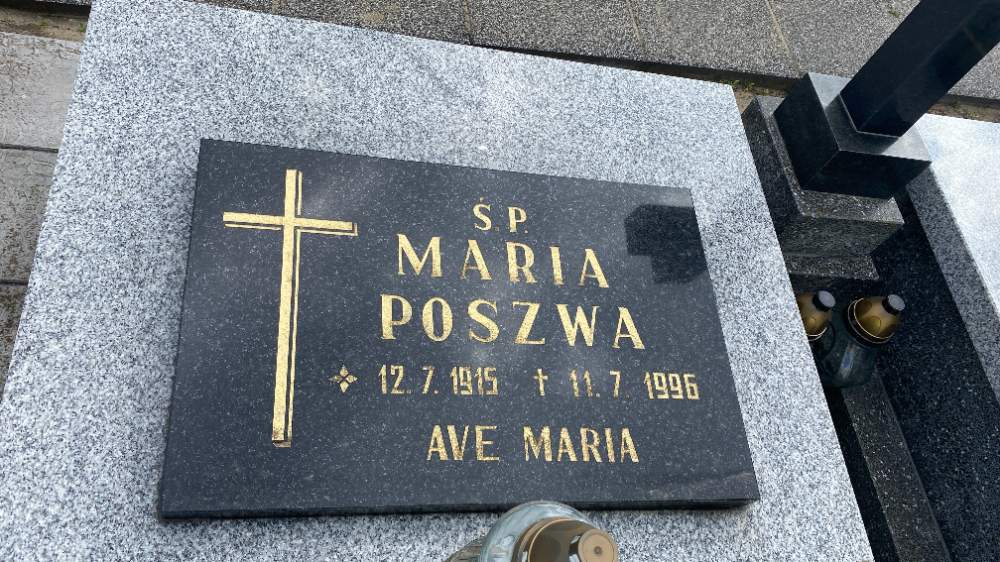 Ś.P.
MARIA
POSZWA
12.7.1915 † 11.7 1996
AVE MARIA